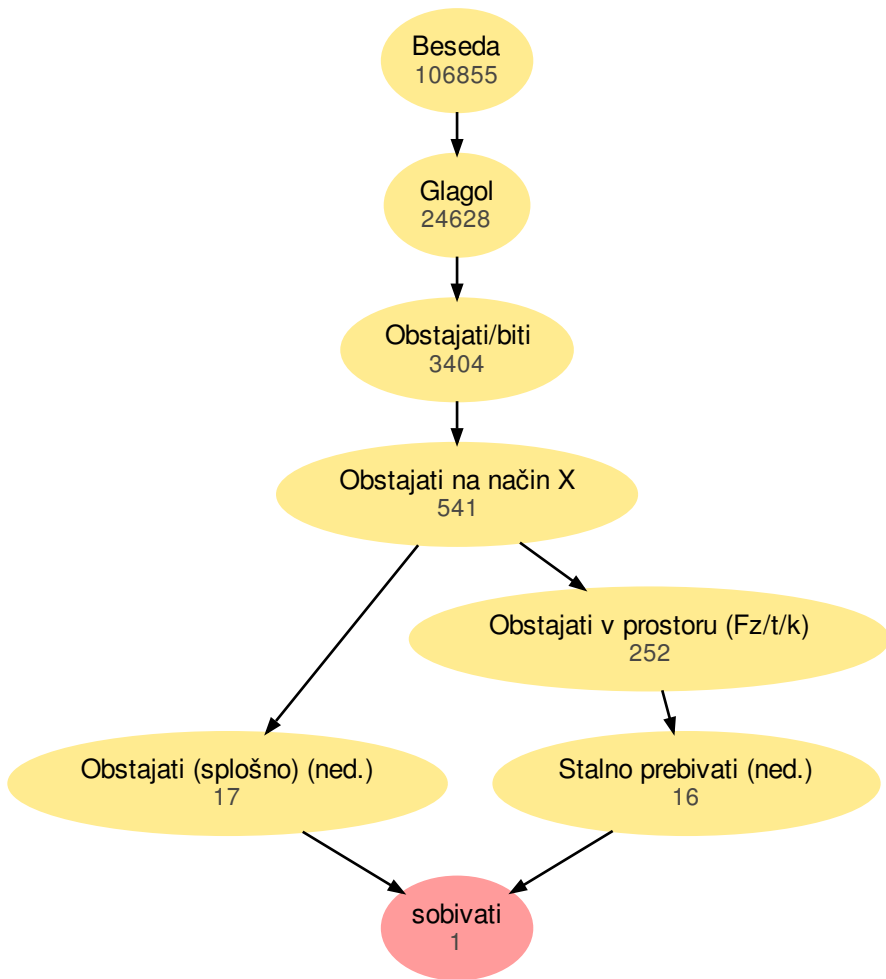 Beseda
106855
Glagol
24628
Obstajati/biti
3404
Obstajati na način X
541
Obstajati v prostoru (Fz/t/k)
252
Obstajati (splošno) (ned.)
17
Stalno prebivati (ned.)
16
sobivati
1